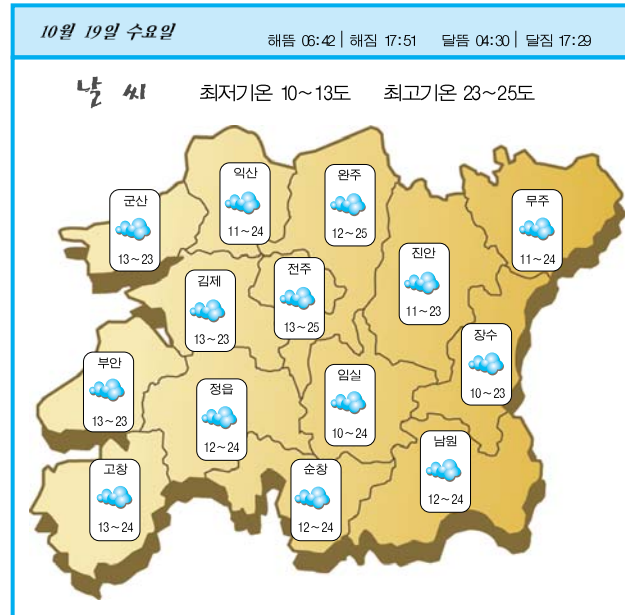 10월 19일 수요일
해뜸 06:42 | 해짐 17:51 달뜸 04:30 | 달짐 17:29
날 씨 최저기온 10~13도 최고기온 23~25도
군산
13~23
익산
11~24
완주
12~25
무주
11~24
김제
13~23
전주
13~25
진안
11~23
장수
10~23
부안
13~23
정읍
12~24
임실
10~24
남원
12~24
고창
13~24
순창
12~24